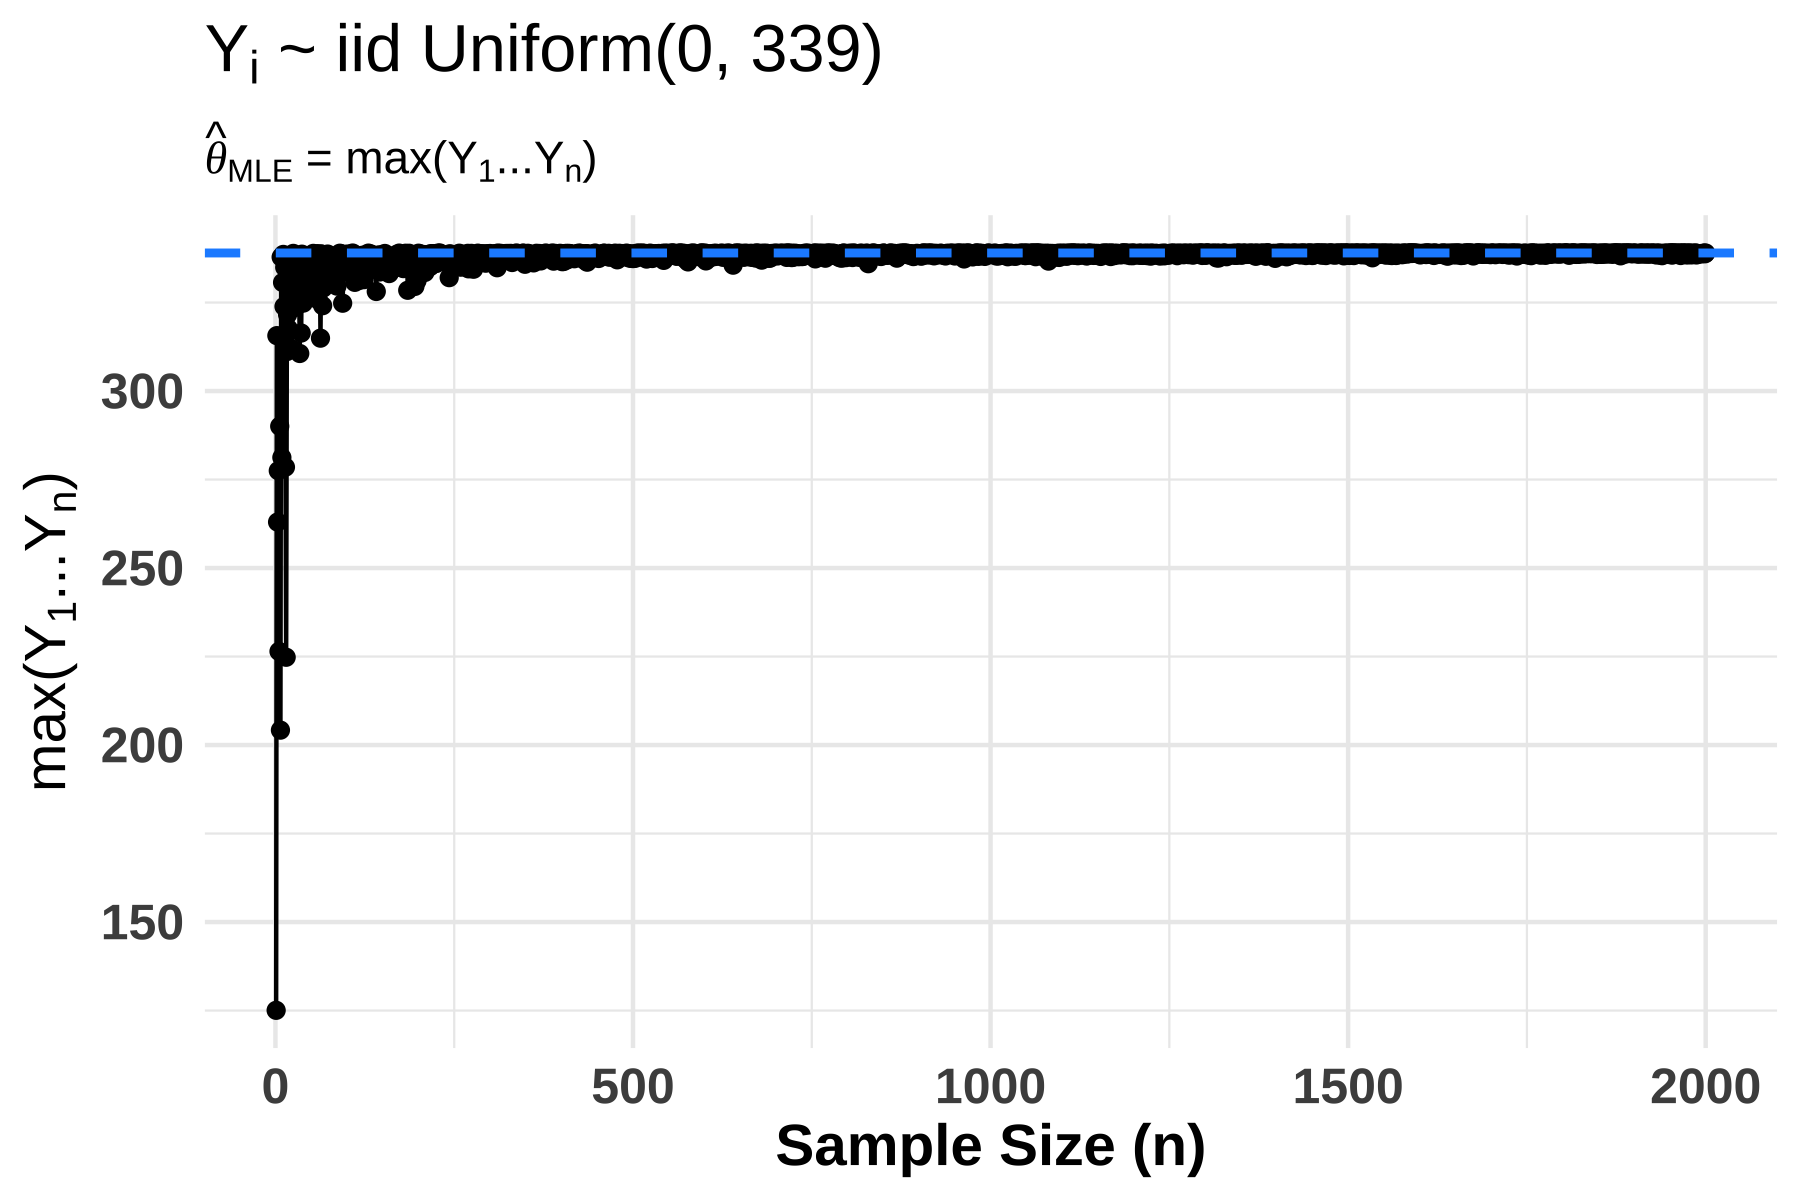 Yᵢ ~ iid Uniform(0, 339)
θ̂MLE = max(Y₁...Yₙ)
max(Y₁...Yₙ)
300
250
200
150
0 500 1000 1500 2000
Sample Size (n)